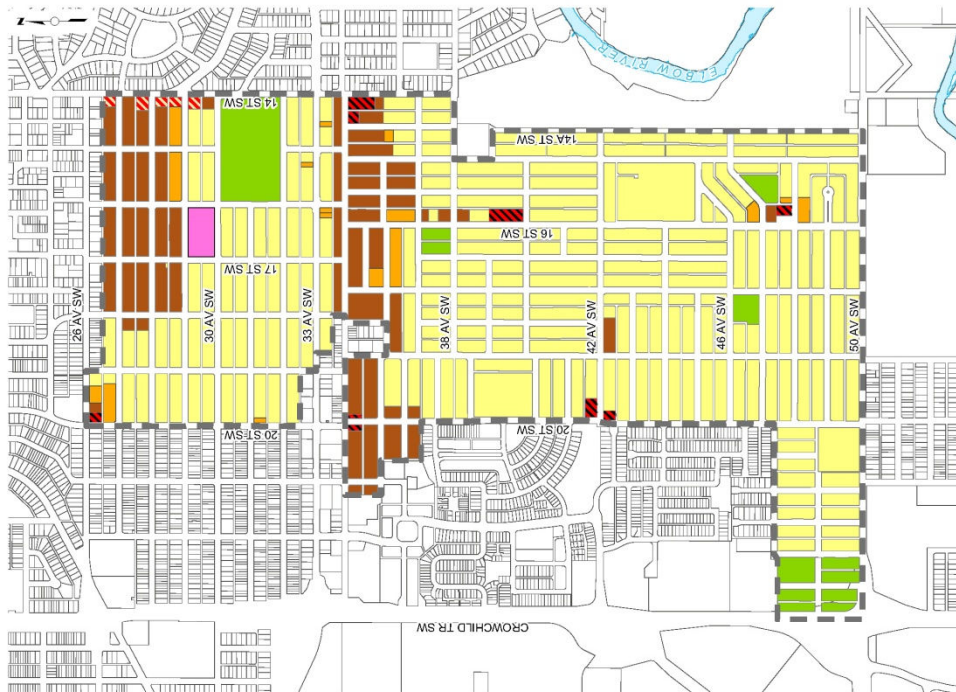 N
ELBOW RIVER
14 ST SW
14A ST SW
16 ST SW
17 ST SW
26 AV SW
30 AV SW
33 AV SW
38 AV SW
42 AV SW
46 AV SW
50 AV SW
20 ST SW
20 ST SW
CROWCHILD TR SW